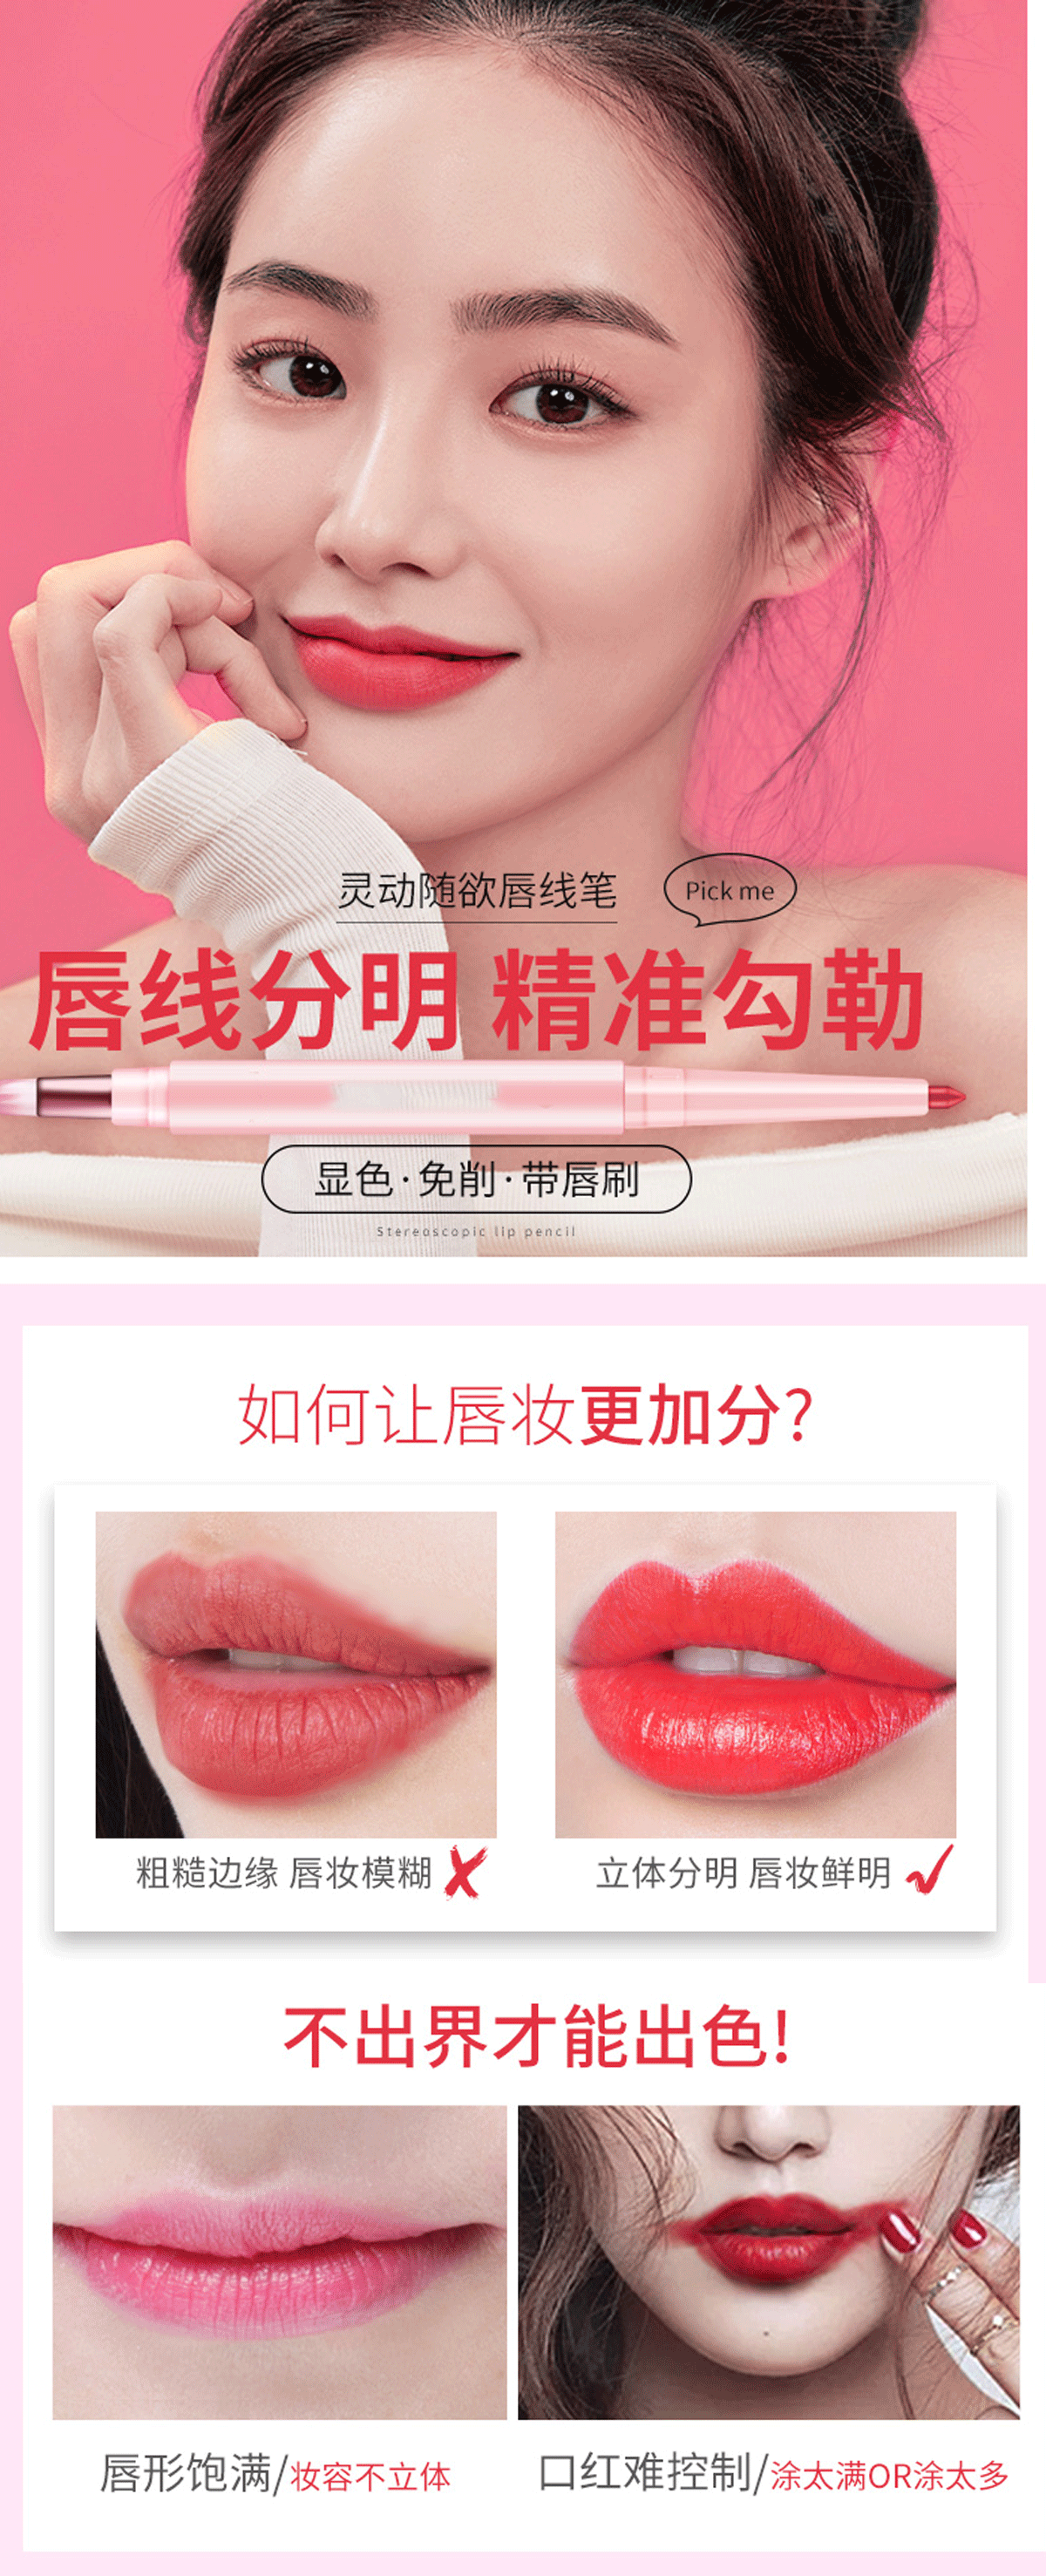 灵动随欲唇线笔
Pick me
唇线分明 精准勾勒
显色·免削·带唇刷
Stereoscopic lip pencil
如何让唇妆更加分?
粗糙边缘 唇妆模糊
立体分明 唇妆鲜明
不出界才能出色!
唇形饱满/妆容不立体
口红难控制/涂太满OR涂太多